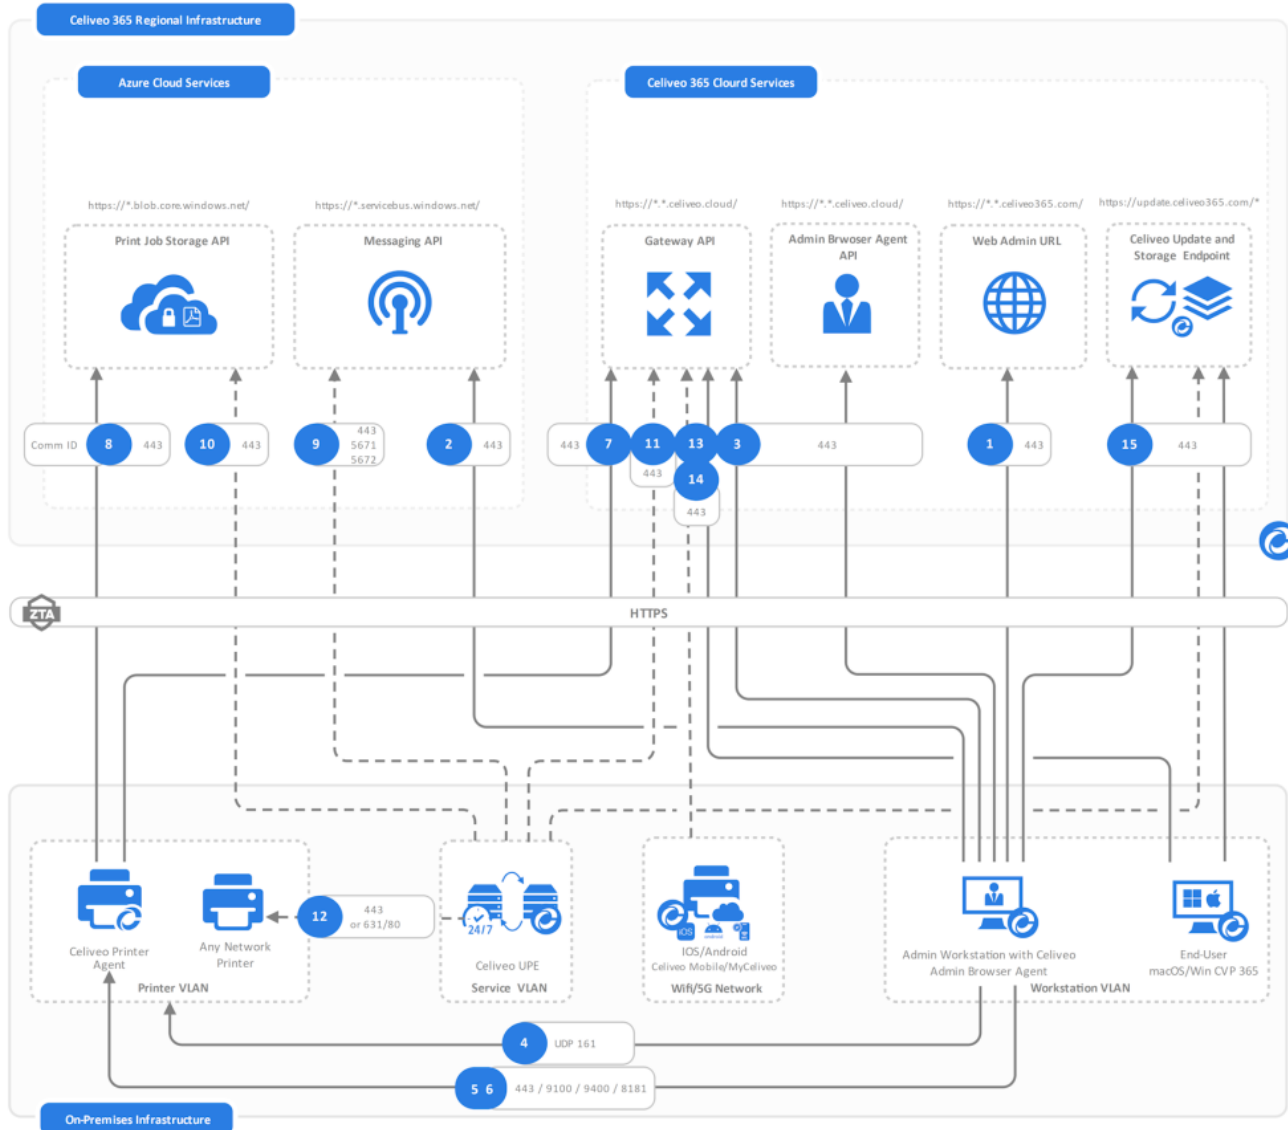 Celiveo 365 Regional Infrastructure
Azure Cloud Services
Celiveo 365 Clourd Services
https://*.blob.core.windows.net/
https://*.servicebus.windows.net/
https://*.*.celiveo.cloud/
https://*.*.celiveo.cloud/
https://*.*.celiveo365.com/
https://update.celiveo365.com/*
Print Job Storage API
Messaging API
Gateway API
Admin Brwoser Agent
API
Web Admin URL
Celiveo Update and
Storage Endpoint
Comm ID
8
443
10
443
9
443
5671
5672
2
443
443
7
11
443
13
14
443
3
443
1
443
15
443
ZTA
HTTPS
12
443
or 631/80
24/7
iOS
android
Celiveo Printer
Agent
Any Network
Printer
Printer VLAN
Celiveo UPE
Service VLAN
IOS/Android
Celiveo Mobile/MyCeliveo
Wifi/5G Network
Admin Workstation with Celiveo
Admin Browser Agent
End-User
macOS/Win CVP 365
Workstation VLAN
4
UDP 161
5 6
443 / 9100 / 9400 / 8181
On-Premises Infrastructure